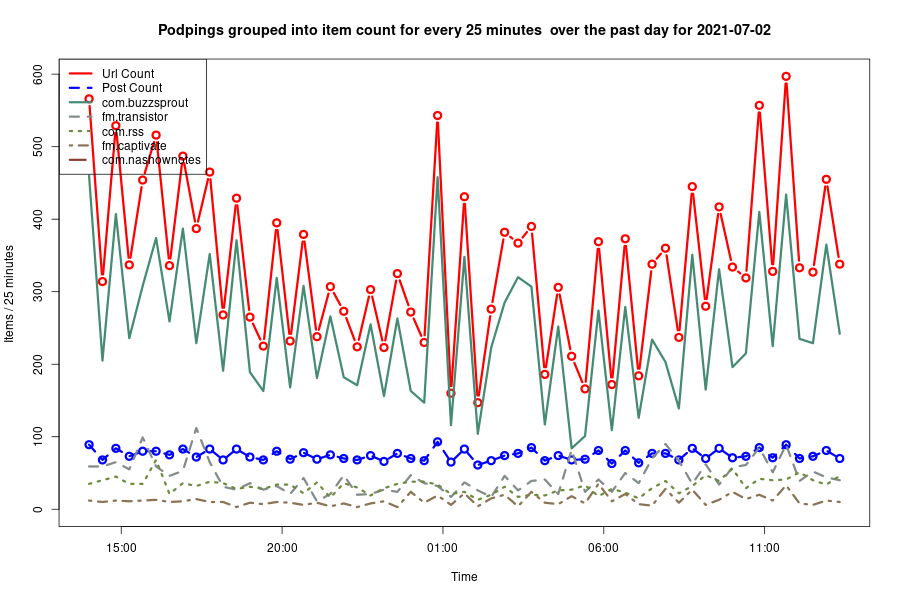 Podpings grouped into item count for every 25 minutes  over the past day for 2021-07-02
Url Count
Post Count
com.buzzsprout
fm.transistor
com.rss
fm.captivate
com.nashownotes
600
500
400
300
200
100
0
Items / 25 minutes
15:00 20:00 01:00 06:00 11:00
Time